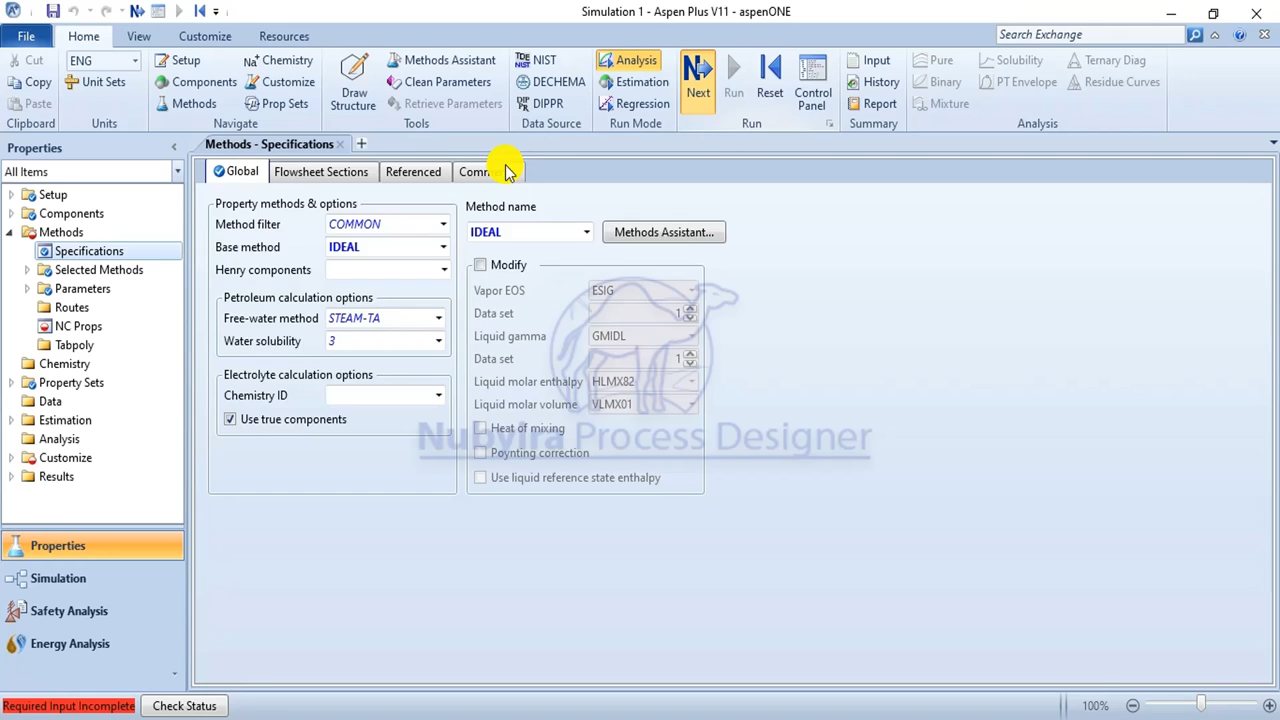 Simulation 1 - Aspen Plus V11 - aspenONE
File Home View Customize Resources Search Exchange
Cut ENG Setup Chemistry Methods Assistant NIST Analysis Input Pure Solubility Ternary Diag
Copy Unit Sets Components Customize Clean Parameters DECHEMA Estimation Binary PT Envelope Residue Curves History
Paste Methods Prop Sets Draw Structure Retrieve Parameters DIPPR Regression Next Run Reset Control Panel Report Mixture
Clipboard Units Navigate Tools Data Source Run Mode Run Summary Analysis
Properties
All Items
Setup
Components
Methods
Specifications
Selected Methods
Parameters
Routes
NC Props
Tabpoly
Chemistry
Property Sets
Data
Estimation
Analysis
Customize
Results
Properties
Simulation
Safety Analysis
Energy Analysis
Methods - Specifications
Global Flowsheet Sections Referenced
Property methods & options
Method filter COMMON
Base method IDEAL
Henry components
Petroleum calculation options
Free-water method STEAM-TA
Water solubility 3
Electrolyte calculation options
Chemistry ID
Use true components
Method name
IDEAL Methods Assistant...
Modify
Vapor EOS ESIG
Data set 1
Liquid gamma GMIDL
Data set 1
Liquid molar enthalpy HLMX82
Liquid molar volume VLMX01
Heat of mixing
Poynting correction
Use liquid reference state enthalpy
Process Designer
Required Input Incomplete Check Status 100%